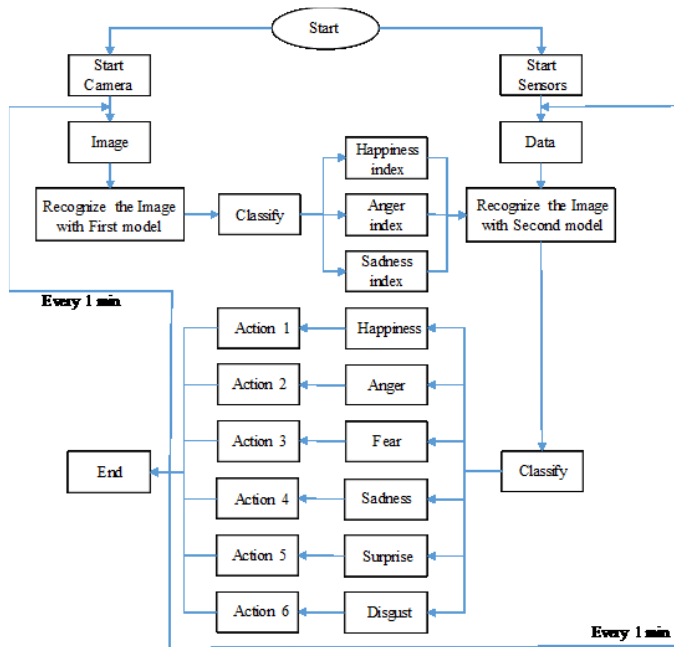 Start
Start
Camera
Start
Sensors
Image
Data
Happiness
index
Recognize the Image
with First model
Classify
Anger
index
Recognize the Image
with Second model
Sadness
index
Every 1 min
Action 1
Happiness
Action 2
Anger
Action 3
Fear
End
Classify
Action 4
Sadness
Action 5
Surprise
Action 6
Disgust
Every 1 min